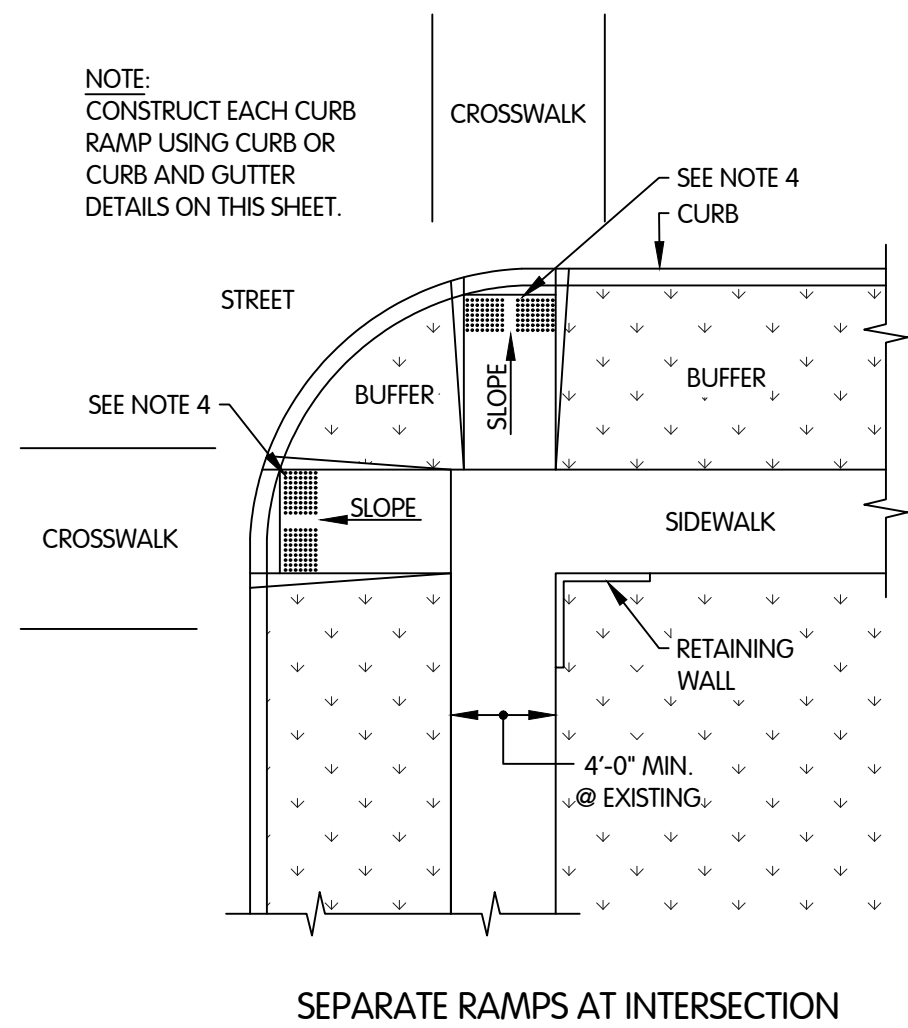 NOTE:
CONSTRUCT EACH CURB
RAMP USING CURB OR
CURB AND GUTTER
DETAILS ON THIS SHEET.
CROSSWALK
SEE NOTE 4
CURB
STREET
SLOPE
BUFFER
BUFFER
SEE NOTE 4
SLOPE
SIDEWALK
CROSSWALK
RETAINING
WALL
4'-0" MIN.
@ EXISTING
SEPARATE RAMPS AT INTERSECTION